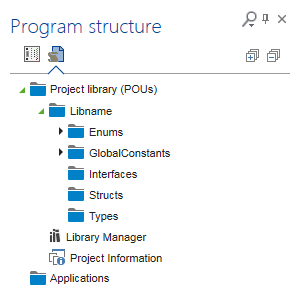 Program structure
Project library (POUs)
Libname
Enums
GlobalConstants
Interfaces
Structs
Types
Library Manager
Project Information
Applications